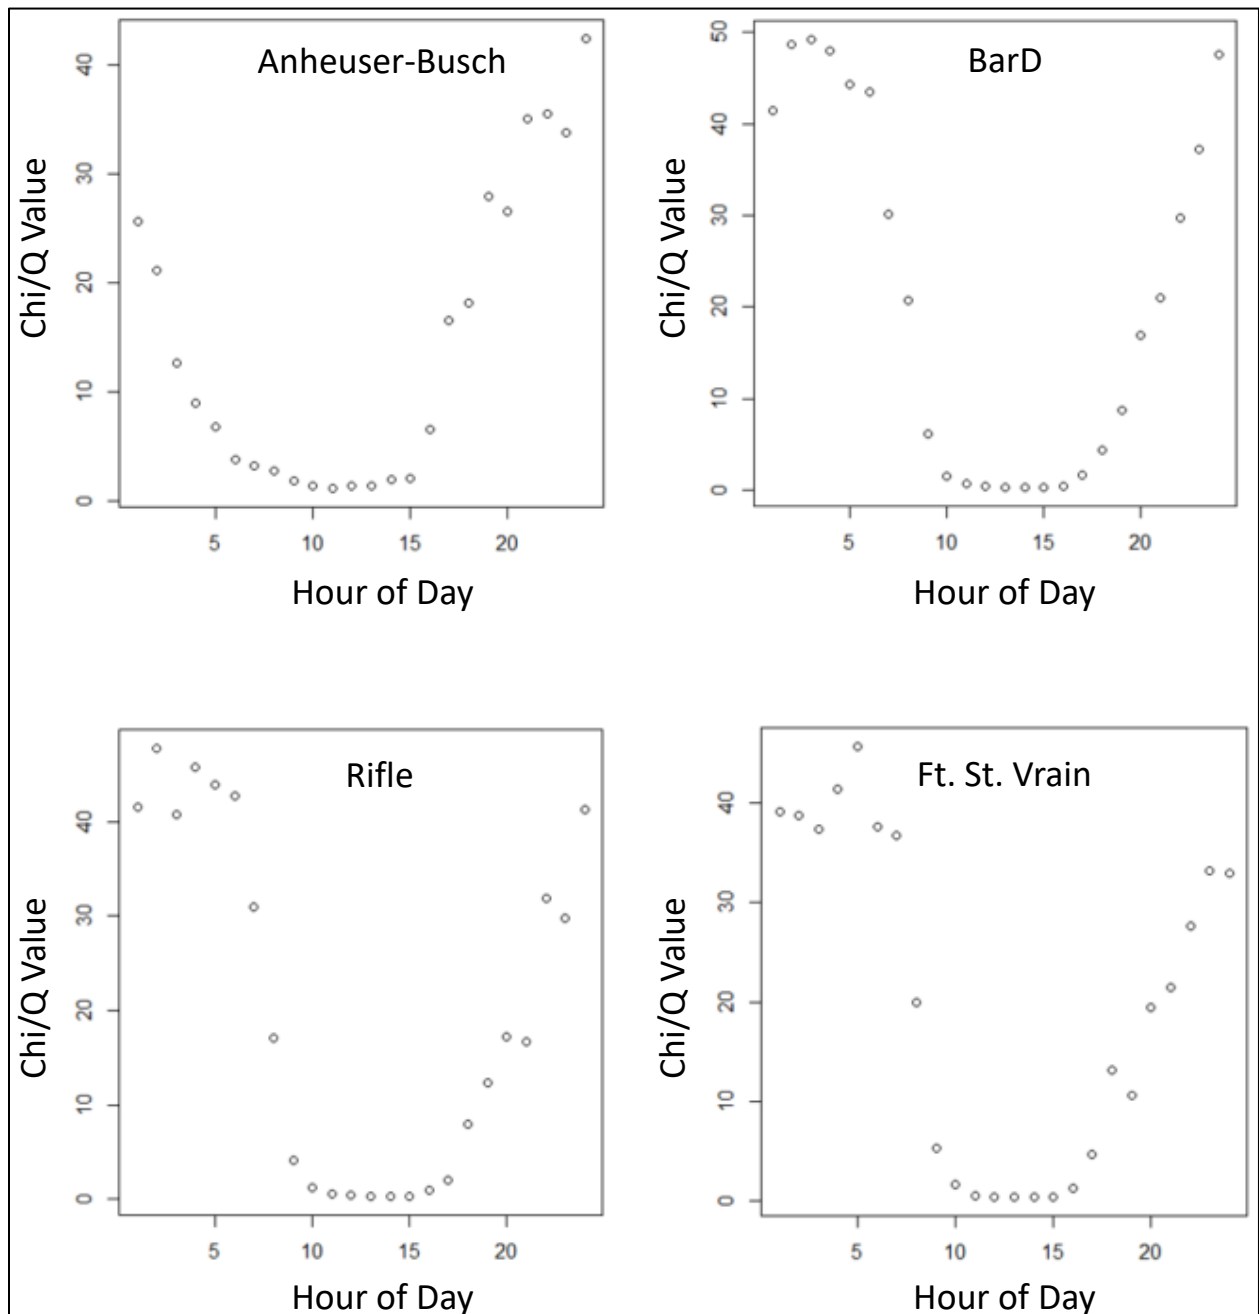 Anheuser-Busch
Chi/Q Value
0 10 20 30 40
5 10 15 20
Hour of Day
BarD
Chi/Q Value
0 10 20 30 40 50
5 10 15 20
Hour of Day
Rifle
Chi/Q Value
0 10 20 30 40
5 10 15 20
Hour of Day
Ft. St. Vrain
Chi/Q Value
0 10 20 30 40
5 10 15 20
Hour of Day